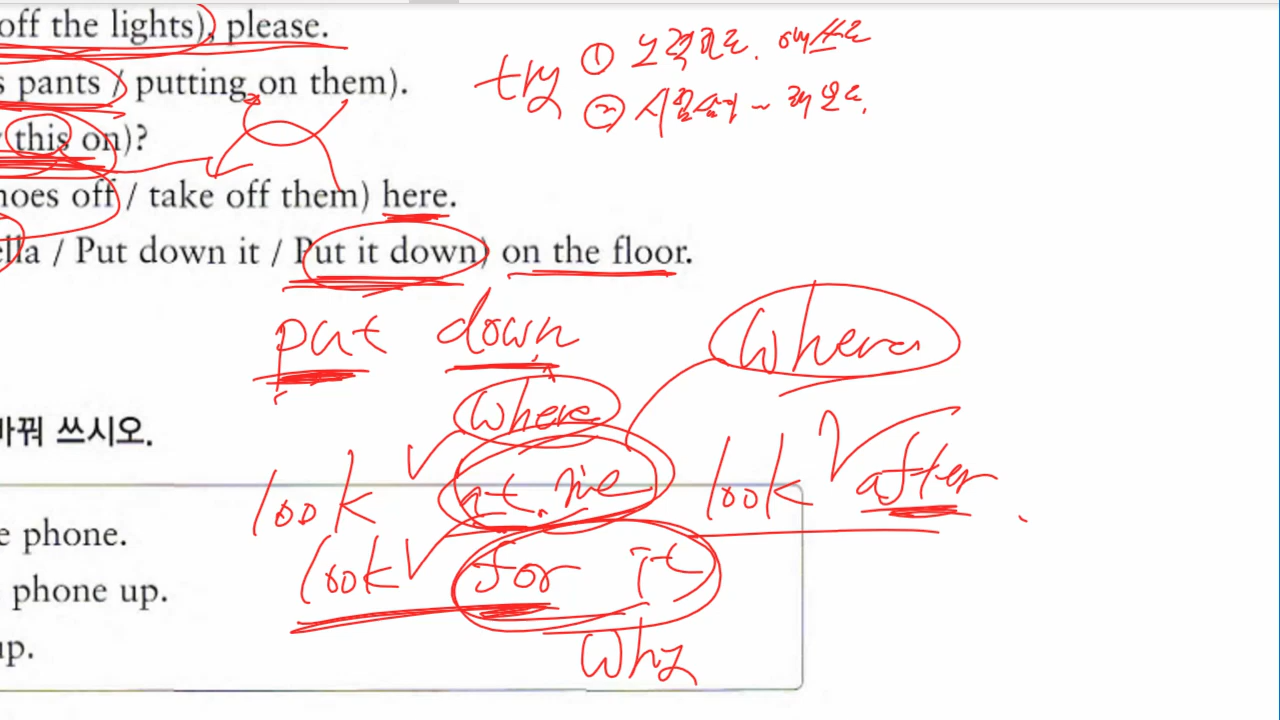 off the lights), please.
try ① 노력하다. 애쓰다
② 시험삼아 ~ 해보다.
s pants / putting on them).
this on)?
hoes off / take off them) here.
ella / Put down it / Put it down) on the floor.
put down
where
where
바꿔 쓰시오.
look at me look after
e phone.
look for it
phone up.
up.
why